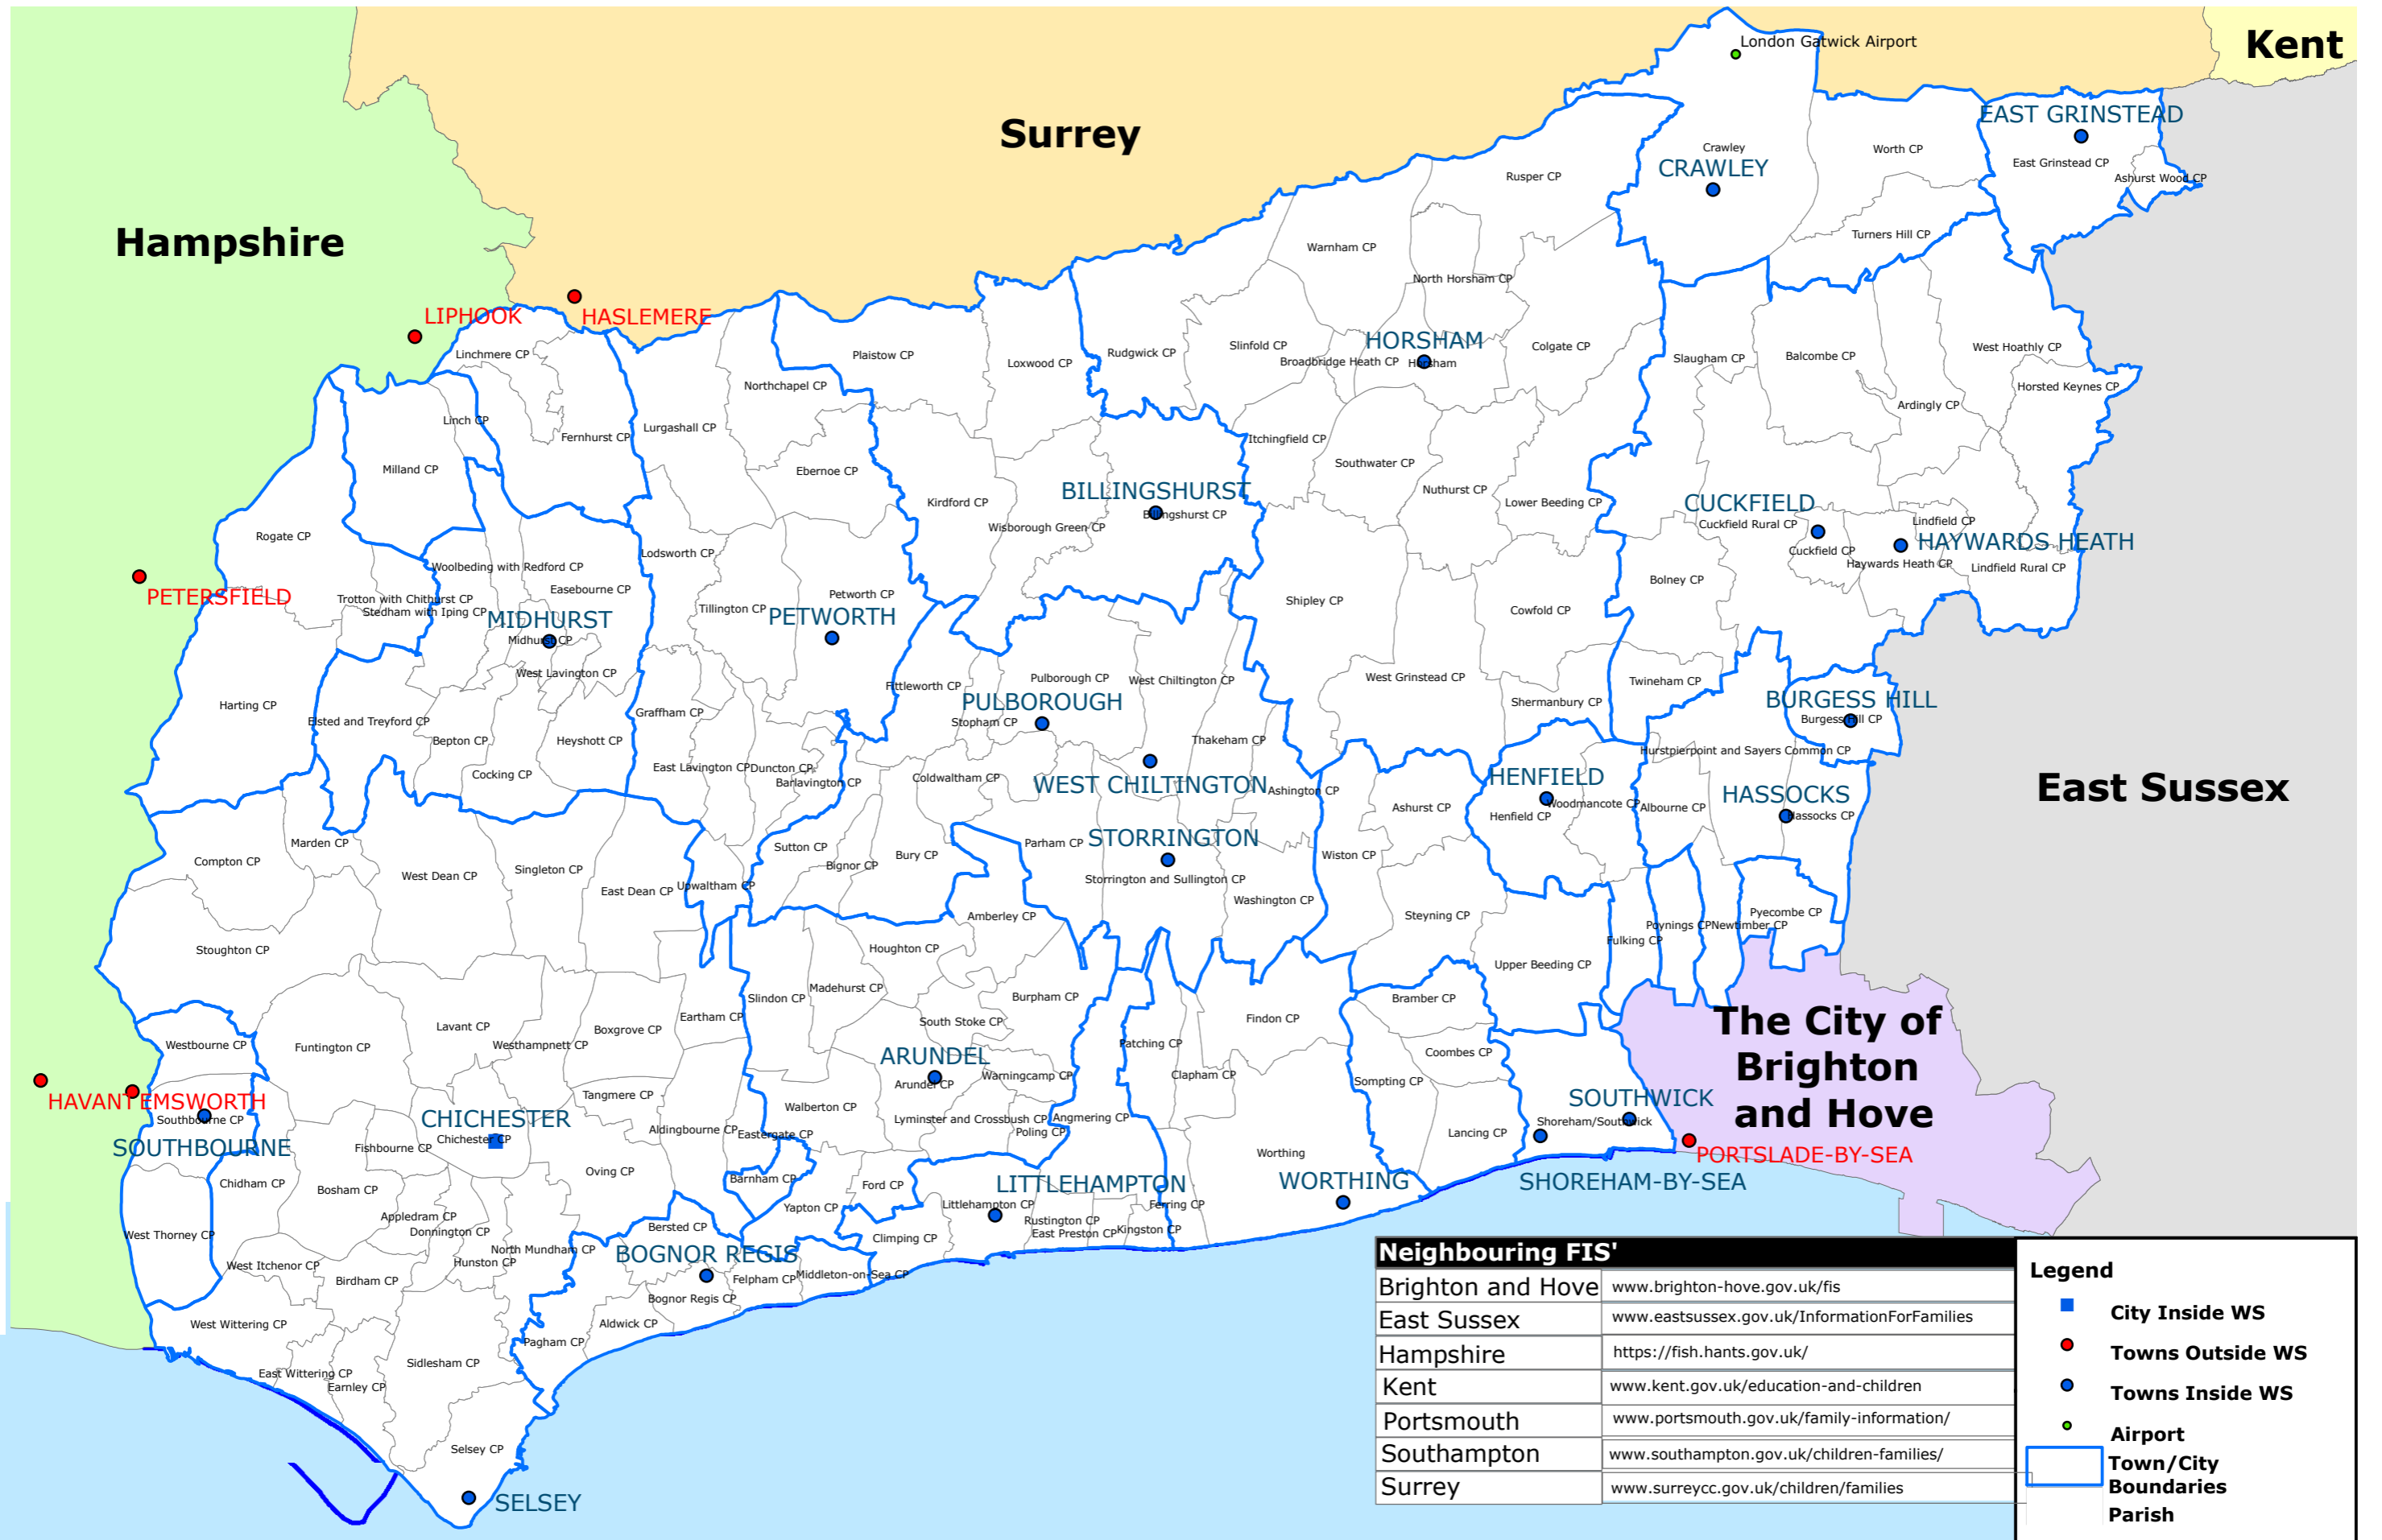 London Gatwick Airport
Kent
Surrey
Hampshire
EAST GRINSTEAD
East Grinstead CP
Ashurst Wood CP
Crawley
CRAWLEY
Worth CP
Turners Hill CP
Rusper CP
Warnham CP
North Horsham CP
LIPHOOK
HASLEMERE
Linchmere CP
Plaistow CP
Loxwood CP
Rudgwick CP
Slinfold CP
HORSHAM
Broadbridge Heath CP
Horsham
Colgate CP
Slaugham CP
Balcombe CP
West Hoathly CP
Horsted Keynes CP
Ardingly CP
Northchapel CP
Linch CP
Fernhurst CP
Lurgashall CP
Milland CP
Ebernoe CP
Itchingfield CP
Southwater CP
Nuthurst CP
Lower Beeding CP
Kirdford CP
Wisborough Green CP
BILLINGSHURST
Billingshurst CP
CUCKFIELD
Cuckfield Rural CP
Cuckfield CP
Lindfield CP
HAYWARDS HEATH
Haywards Heath CP
Lindfield Rural CP
Rogate CP
PETERSFIELD
Trotton with Chithurst CP
Stedham with Iping CP
Woolbeding with Redford CP
Easebourne CP
Lodsworth CP
MIDHURST
Midhurst CP
West Lavington CP
Tillington CP
Petworth CP
PETWORTH
Shipley CP
Cowfold CP
Bolney CP
Harting CP
Elsted and Treyford CP
Bepton CP
Cocking CP
Heyshott CP
Graffham CP
East Lavington CP
Duncton CP
Barlavington CP
Fittleworth CP
Stopham CP
Pulborough CP
PULBOROUGH
West Chiltington CP
Thakeham CP
Coldwaltham CP
WEST CHILTINGTON
Ashington CP
West Grinstead CP
Shermanbury CP
Twineham CP
BURGESS HILL
Burgess Hill CP
Hurstpierpoint and Sayers Common CP
HENFIELD
Henfield CP
Woodmancote CP
Albourne CP
HASSOCKS
Hassocks CP
East Sussex
Ashurst CP
Wiston CP
Compton CP
Marden CP
West Dean CP
Singleton CP
East Dean CP
Upwaltham CP
Sutton CP
Bignor CP
Bury CP
Parham CP
STORRINGTON
Storrington and Sullington CP
Washington CP
Amberley CP
Steyning CP
Stoughton CP
Houghton CP
Upper Beeding CP
Fulking CP
Poynings CP
Newtimber CP
Pyecombe CP
Slindon CP
Madehurst CP
Burpham CP
South Stoke CP
Bramber CP
Findon CP
Patching CP
Clapham CP
Coombes CP
Sompting CP
Westbourne CP
Funtington CP
Lavant CP
Westhampnett CP
Boxgrove CP
Eartham CP
Tangmere CP
ARUNDEL
Arundel CP
Warningcamp CP
Walberton CP
Lyminster and Crossbush CP
Poling CP
Angmering CP
The City of
Brighton
and Hove
HAVANT
EMSWORTH
Southbourne CP
SOUTHBOURNE
Fishbourne CP
CHICHESTER
Chichester CP
Aldingbourne CP
Eastergate CP
SOUTHWICK
Shoreham/Southwick
Lancing CP
PORTSLADE-BY-SEA
SHOREHAM-BY-SEA
Worthing
WORTHING
Chidham CP
Bosham CP
Oving CP
Barnham CP
Ford CP
Yapton CP
LITTLEHAMPTON
Littlehampton CP
Rustington CP
East Preston CP
Kingston CP
Ferring CP
Climping CP
West Thorney CP
Appledram CP
Donnington CP
North Mundham CP
Hunston CP
Bersted CP
BOGNOR REGIS
Felpham CP
Middleton-on-Sea CP
Bognor Regis CP
Aldwick CP
Pagham CP
West Itchenor CP
Birdham CP
West Wittering CP
East Wittering CP
Earnley CP
Sidlesham CP
Selsey CP
SELSEY
Neighbouring FIS'
Brighton and Hove www.brighton-hove.gov.uk/fis
East Sussex www.eastsussex.gov.uk/InformationForFamilies
Hampshire https://fish.hants.gov.uk/
Kent www.kent.gov.uk/education-and-children
Portsmouth www.portsmouth.gov.uk/family-information/
Southampton www.southampton.gov.uk/children-families/
Surrey www.surreycc.gov.uk/children/families
Legend
City Inside WS
Towns Outside WS
Towns Inside WS
Airport
Town/City
Boundaries
Parish